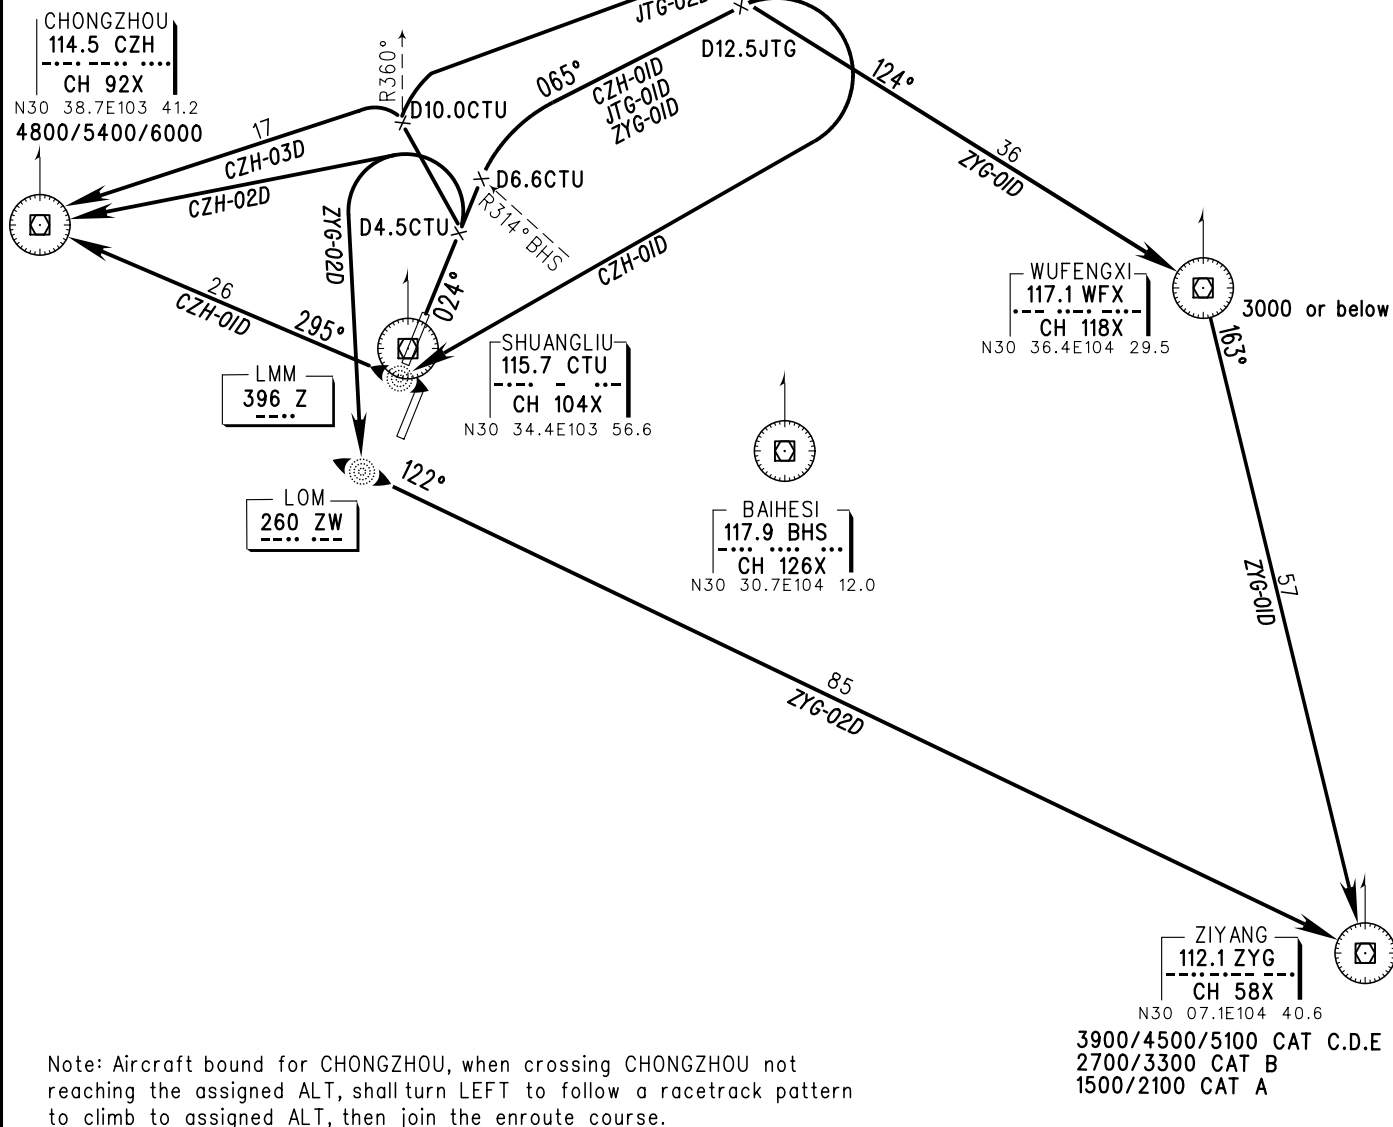 CHONGZHOU
114.5 CZH
CH 92X
N30 38.7E103 41.2
4800/5400/6000
R360°
D10.0CTU
065°
CZH-01D
JTG-01D
ZYG-01D
JTG-02D
D12.5JTG
124°
36
ZYG-01D
17
CZH-03D
CZH-02D
ZYG-02D
D6.6CTU
D4.5CTU
R314° BHS
CZH-01D
024°
26
CZH-01D
295°
SHUANGLIU
115.7 CTU
CH 104X
N30 34.4E103 56.6
LMM
396 Z
LOM
260 ZW
122°
WUFENGXI
117.1 WFX
CH 118X
N30 36.4E104 29.5
3000 or below
163°
57
ZYG-01D
BAIHESI
117.9 BHS
CH 126X
N30 30.7E104 12.0
85
ZYG-02D
ZIYANG
112.1 ZYG
CH 58X
N30 07.1E104 40.6
3900/4500/5100 CAT C.D.E
2700/3300 CAT B
1500/2100 CAT A
Note: Aircraft bound for CHONGZHOU, when crossing CHONGZHOU not
reaching the assigned ALT, shall turn LEFT to follow a racetrack pattern
to climb to assigned ALT, then join the enroute course.